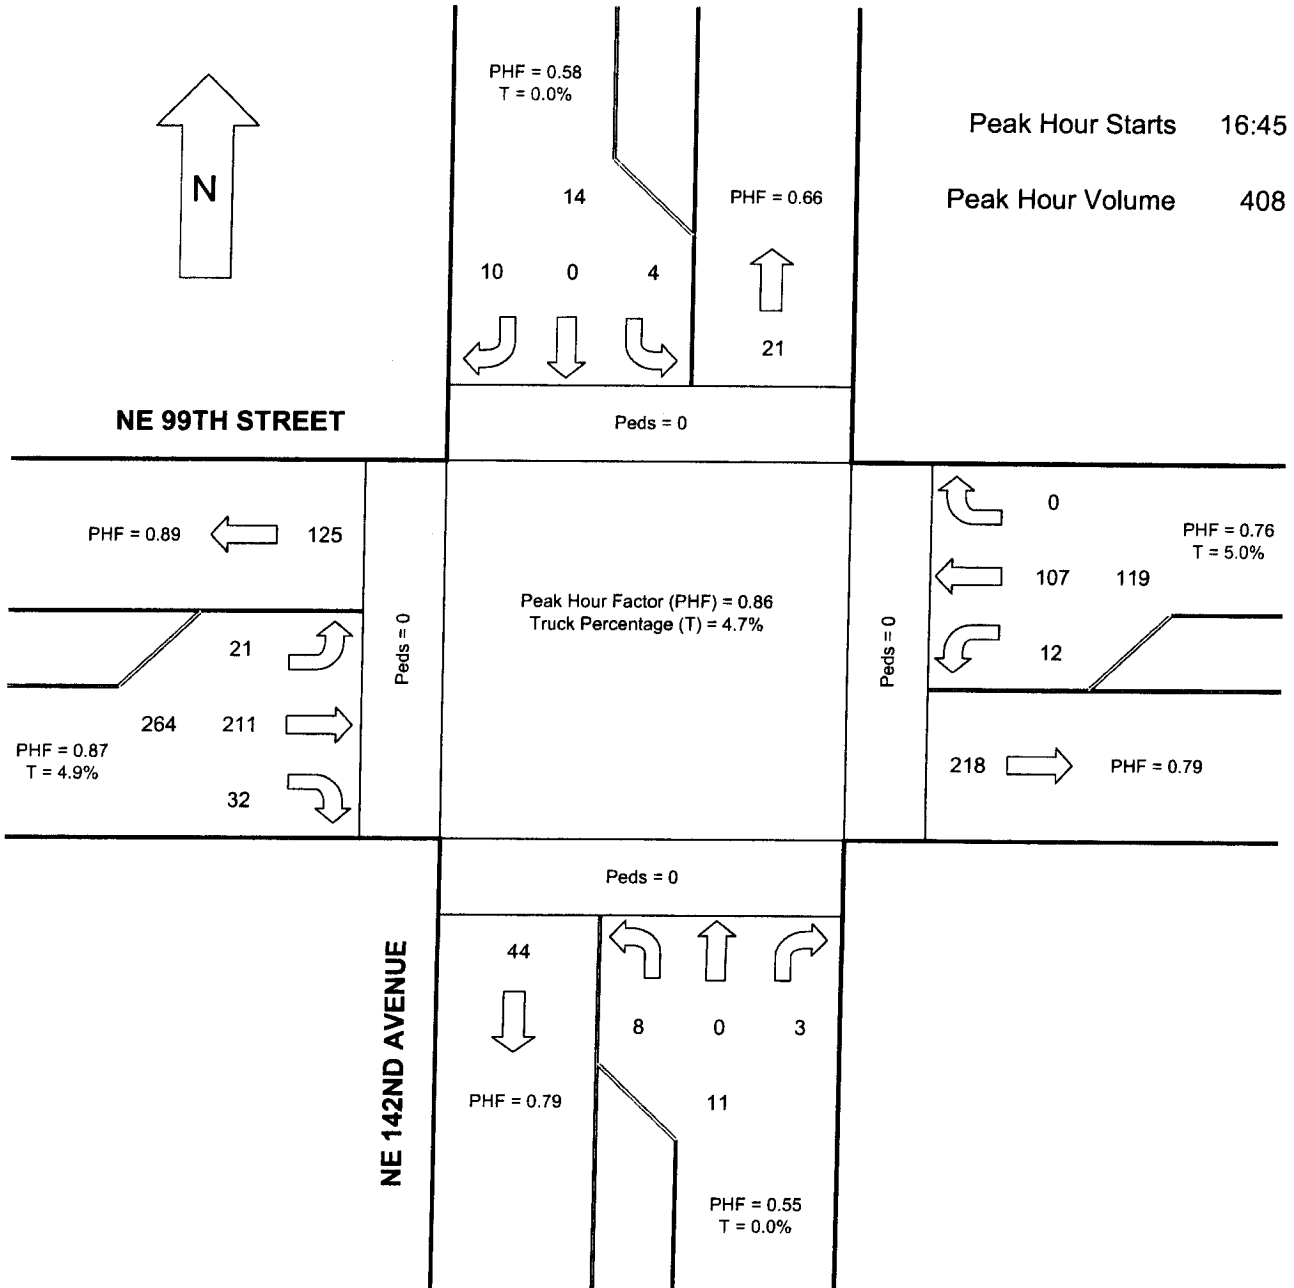 PHF = 0.58
T = 0.0%
Peak Hour Starts 16:45
N
14
PHF = 0.66
Peak Hour Volume 408
10 0 4
21
NE 99TH STREET
Peds = 0
PHF = 0.89 125
0
PHF = 0.76
T = 5.0%
107 119
Peak Hour Factor (PHF) = 0.86
Truck Percentage (T) = 4.7%
Peds = 0
Peds = 0
21
12
264 211
PHF = 0.87
T = 4.9%
32
218 PHF = 0.79
Peds = 0
44
NE 142ND AVENUE
8 0 3
PHF = 0.79
11
PHF = 0.55
T = 0.0%